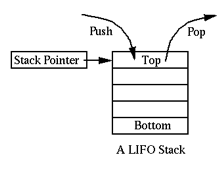 Push
Pop
Stack Pointer
Top
Bottom
A LIFO Stack